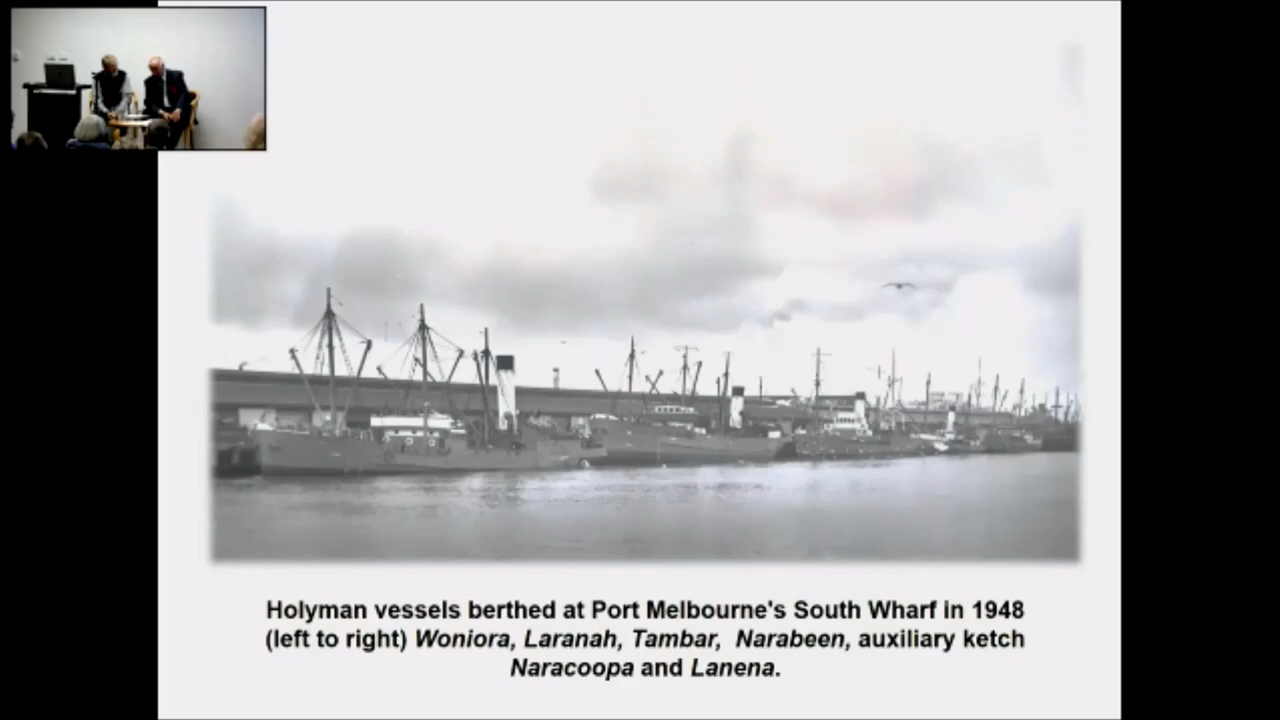 Holyman vessels berthed at Port Melbourne's South Wharf in 1948
(left to right) Woniora, Laranah, Tambar, Narabeen, auxiliary ketch
Naracoopa and Lanena.